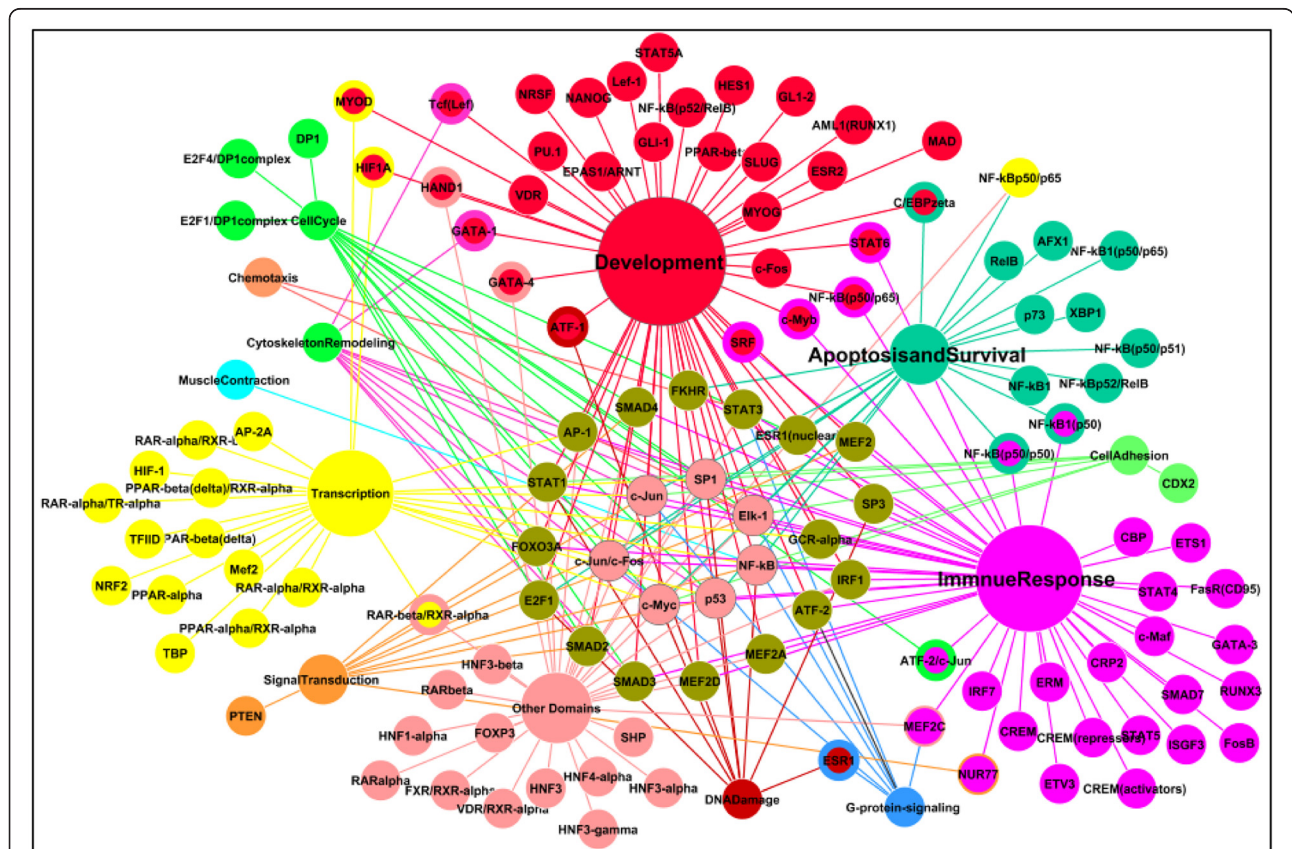 STAT5A
Lef-1
HES1
NRSF
NANOG
NF-kB(p52/RelB)
GL1-2
MYOD
Tcf(Lef)
AML1(RUNX1)
DP1
PU.1
GLI-1
PPAR-bet
MAD
E2F4/DP1complex
SLUG
HIF1A
EPAS1/ARNT
ESR2
NF-kBp50/p65
HAND1
VDR
C/EBPzeta
MYOG
E2F1/DP1complex
CellCycle
GATA-1
STAT6
AFX1
NF-kB1(p50/p65)
RelB
Development
c-Fos
Chemotaxis
GATA-4
NF-kB(p50/p65)
p73
XBP1
c-Myb
ATF-1
CytoskeletonRemodeling
SRF
ApoptosisandSurvival
NF-kB(p50/p51)
MuscleContraction
NF-kB1
NF-kBp52/RelB
FKHR
SMAD4
STAT3
NF-kB1(p50)
AP-2A
AP-1
ESR1(nuclear
MEF2
RAR-alpha/RXR-b
NF-kB(p50/p50)
CellAdhesion
HIF-1
SP1
CDX2
PPAR-beta(delta)/RXR-alpha
Transcription
STAT1
c-Jun
SP3
RAR-alpha/TR-alpha
Elk-1
TFIID
PAR-beta(delta)
GCR-alpha
CBP
ETS1
FOXO3A
c-Jun/c-Fos
NF-kB
Mef2
ImmnueResponse
NRF2
PPAR-alpha
RAR-alpha/RXR-alpha
IRF1
STAT4
FasR(CD95)
E2F1
c-Myc
p53
ATF-2
RAR-beta/RXR-alpha
PPAR-alpha/RXR-alpha
c-Maf
GATA-3
SMAD2
MEF2A
TBP
ATF-2/c-Jun
CRP2
HNF3-beta
SignalTransduction
SMAD3
MEF2D
ERM
IRF7
SMAD7
RUNX3
RARbeta
Other Domains
PTEN
MEF2C
CREM
CREM(repressers)
STAT5
HNF1-alpha
FOXP3
SHP
ISGF3
FosB
ESR1
RARalpha
HNF4-alpha
NUR77
FXR/RXR-alpha
HNF3
HNF3-alpha
ETV3
CREM(activators)
VDR/RXR-alpha
DNADamage
G-protein-signaling
HNF3-gamma